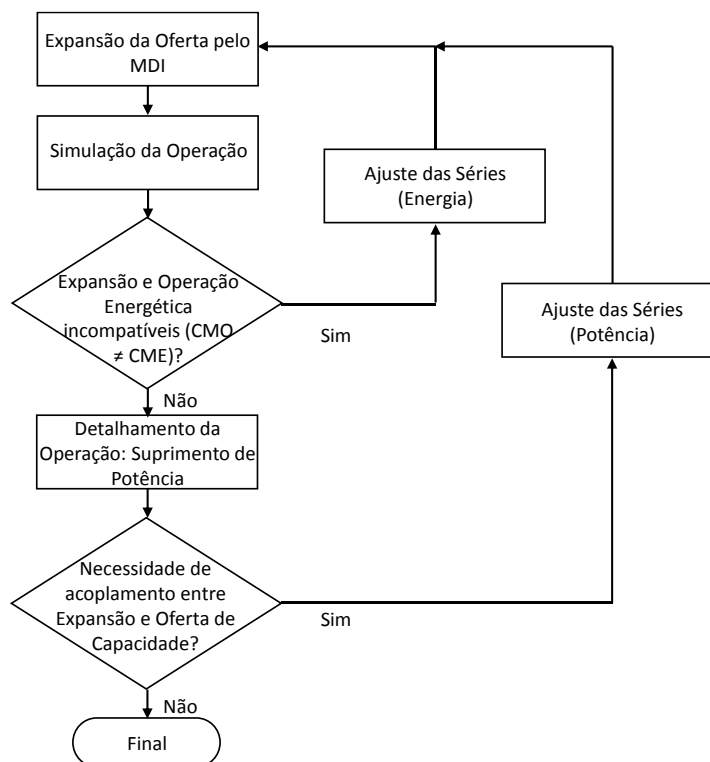 Expansão da Oferta pelo
MDI
Simulação da Operação
Ajuste das Séries
(Energia)
Expansão e Operação
Energética
incompatíveis (CMO
≠ CME)?
Sim
Ajuste das Séries
(Potência)
Não
Detalhamento da
Operação: Suprimento de
Potência
Necessidade de
acoplamento entre
Expansão e Oferta de
Capacidade?
Sim
Não
Final